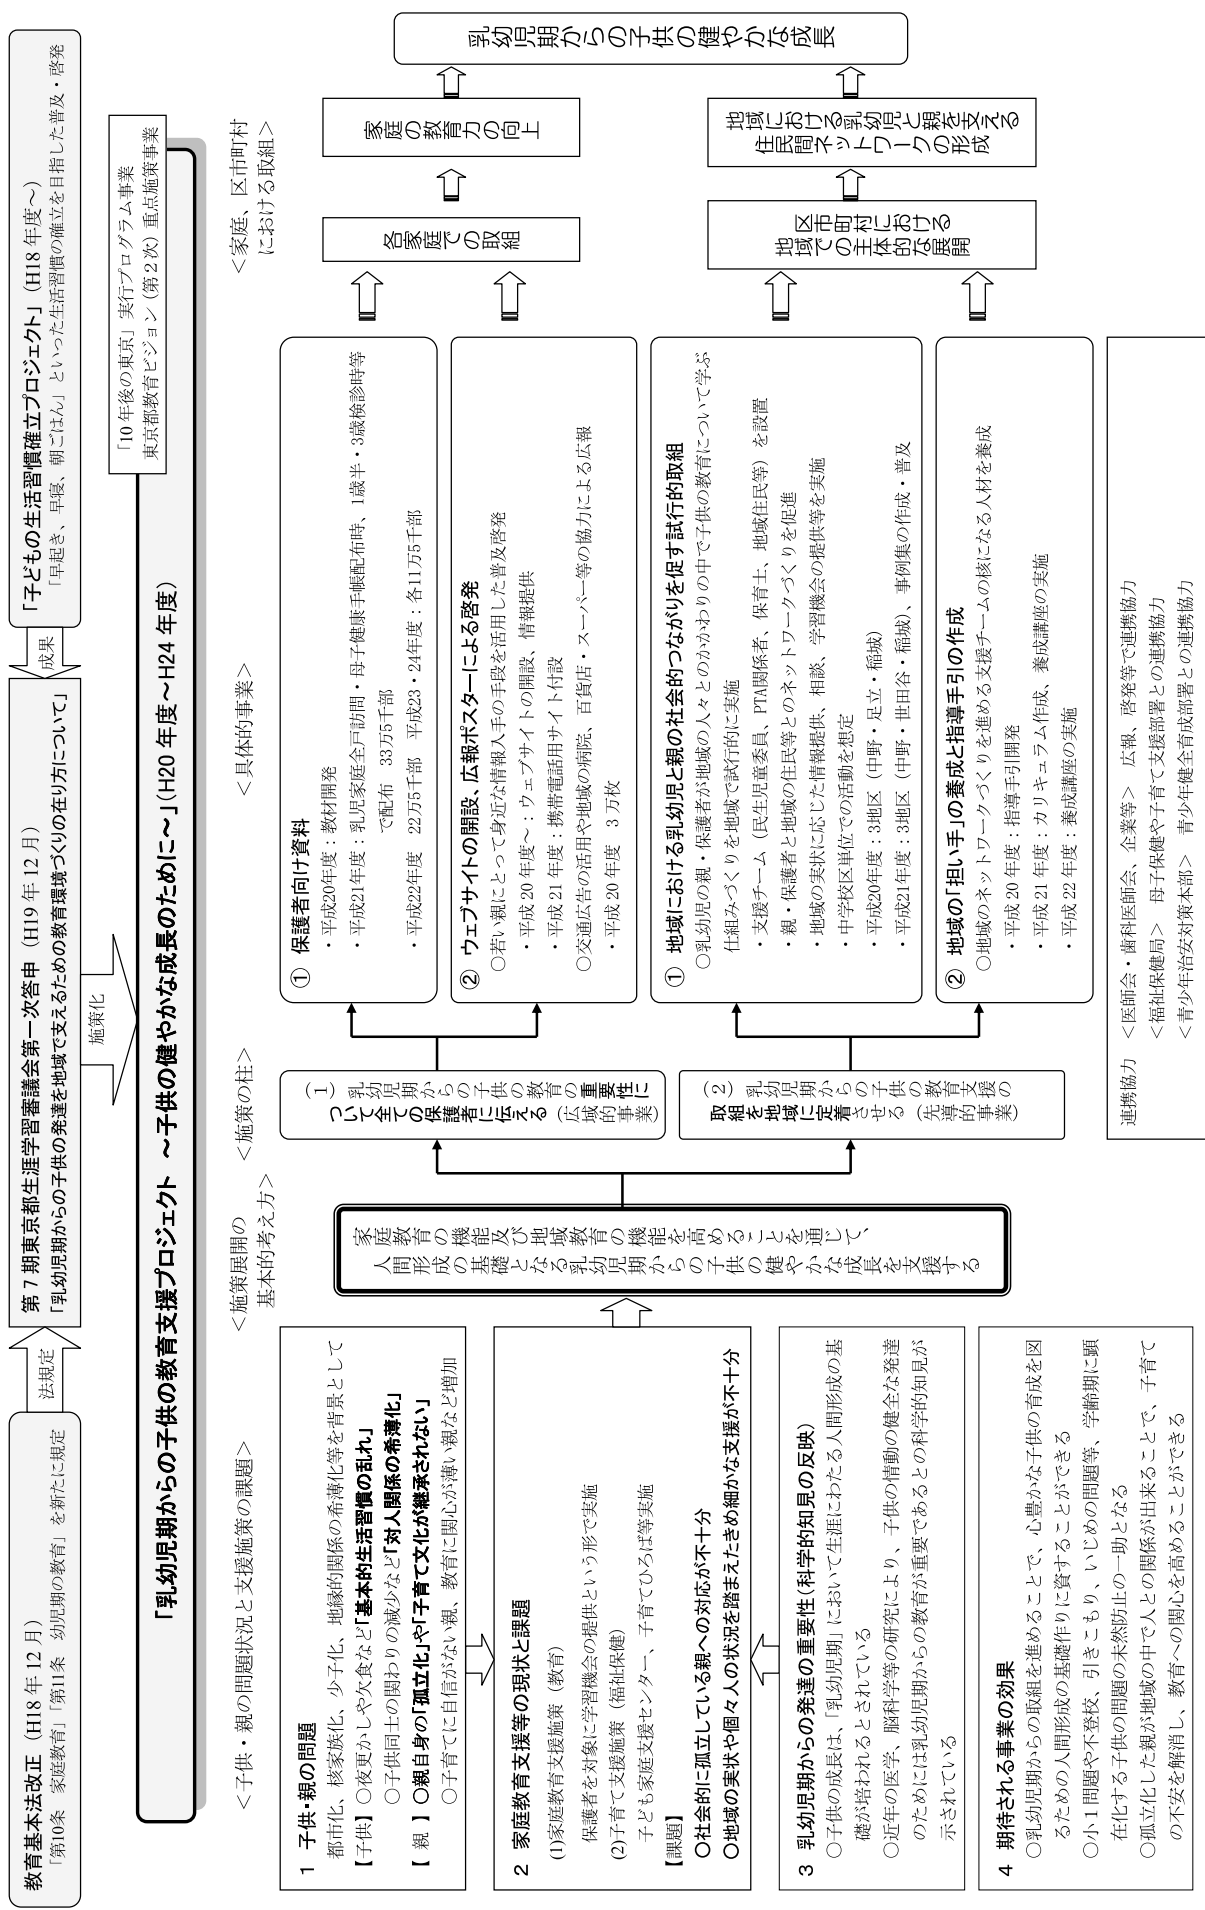 教育基本法改正（H18 年 12 月）
「第10条　家庭教育」「第11条　幼児期の教育」を新たに規定
法規定
第７期東京都生涯学習審議会第一次答申（H19 年 12 月）
「乳幼児期からの子供の発達を地域で支えるための教育環境づくりの在り方について」
成果
「子どもの生活習慣確立プロジェクト」（H18 年度～）
「早起き、早寝、朝ごはん」といった生活習慣の確立を目指した普及・啓発
施策化
「10 年後の東京」実行プログラム事業
東京都教育ビジョン（第２次）重点施策事業
「乳幼児期からの子供の教育支援プロジェクト　～子供の健やかな成長のために～」（H20 年度～H24 年度）
＜子供・親の問題状況と支援施策の課題＞
１　子供・親の問題
都市化、核家族化、少子化、地縁的関係の希薄化等を背景として
【子供】○夜更かしや欠食など「基本的生活習慣の乱れ」
○子供同士の関わりの減少など「対人関係の希薄化」
【 親 】○親自身の「孤立化」や「子育て文化が継承されない」
○子育てに自信がない親、教育に関心が薄い親など増加
２　家庭教育支援等の現状と課題
(1)家庭教育支援施策（教育）
保護者を対象に学習機会の提供という形で実施
(2)子育て支援施策（福祉保健）
子ども家庭支援センター、子育てひろば等実施
【課題】
○社会的に孤立している親への対応が不十分
○地域の実状や個々人の状況を踏まえたきめ細かな支援が不十分
３　乳幼児期からの発達の重要性（科学的知見の反映）
○子供の成長は、「乳幼児期」において生涯にわたる人間形成の基
礎が培われるとされている
○近年の医学、脳科学等の研究により、子供の情動の健全な発達
のためには乳幼児期からの教育が重要であるとの科学的知見が
示されている
４　期待される事業の効果
○乳幼児期からの取組を進めることで、心豊かな子供の育成を図
るための人間形成の基礎作りに資することができる
○小１問題や不登校、引きこもり、いじめの問題等、学齢期に顕
在化する子供の問題の未然防止の一助となる
○孤立化した親が地域の中で人との関係が出来ることで、子育て
の不安を解消し、教育への関心を高めることができる
＜施策展開の
基本的考え方＞
家庭教育の機能及び地域教育の機能を高めることを通して、
人間形成の基礎となる乳幼児期からの子供の健やかな成長を支援する
＜施策の柱＞
（１）乳幼児期からの子供の教育の重要性に
ついて全ての保護者に伝える（広域的事業）
（２）乳幼児期からの子供の教育支援の
取組を地域に定着させる（先導的事業）
＜具体的事業＞
①　保護者向け資料
・平成20年度：教材開発
・平成21年度：乳児家庭全戸訪問・母子健康手帳配布時、1歳半・3歳検診時等
で配布　33万5千部
・平成22年度　22万5千部　平成23・24年度：各11万5千部
②　ウェブサイトの開設、広報ポスターによる啓発
○若い親にとって身近な情報入手の手段を活用した普及啓発
・平成 20 年度～：ウェブサイトの開設、情報提供
・平成 21 年度：携帯電話用サイト付設
○交通広告の活用や地域の病院、百貨店・スーパー等の協力による広報
・平成 20 年度　３万枚
①　地域における乳幼児と親の社会的つながりを促す試行的取組
○乳幼児の親・保護者が地域の人々とのかかわりの中で子供の教育について学ぶ
仕組みづくりを地域で試行的に実施
・支援チーム（民生児童委員、PTA関係者、保育士、地域住民等）を設置
・親・保護者と地域の住民等とのネットワークづくりを促進
・地域の実状に応じた情報提供、相談、学習機会の提供等を実施
・中学校区単位での活動を想定
・平成20年度：3地区（中野・足立・稲城）
・平成21年度：3地区（中野・世田谷・稲城）、事例集の作成・普及
②　地域の「担い手」の養成と指導手引の作成
○地域のネットワークづくりを進める支援チームの核になる人材を養成
・平成 20 年度：指導手引開発
・平成 21 年度：カリキュラム作成、養成講座の実施
・平成 22 年度：養成講座の実施
連携協力　＜医師会・歯科医師会、企業等＞　広報、啓発等で連携協力
＜福祉保健局＞　母子保健や子育て支援部署との連携協力
＜青少年治安対策本部＞　青少年健全育成部署との連携協力
＜家庭、区市町村
における取組＞
各家庭での取組
区市町村における
地域での主体的な展開
家庭の教育力の向上
地域における乳幼児と親を支える
住民間ネットワークの形成
乳幼児期からの子供の健やかな成長